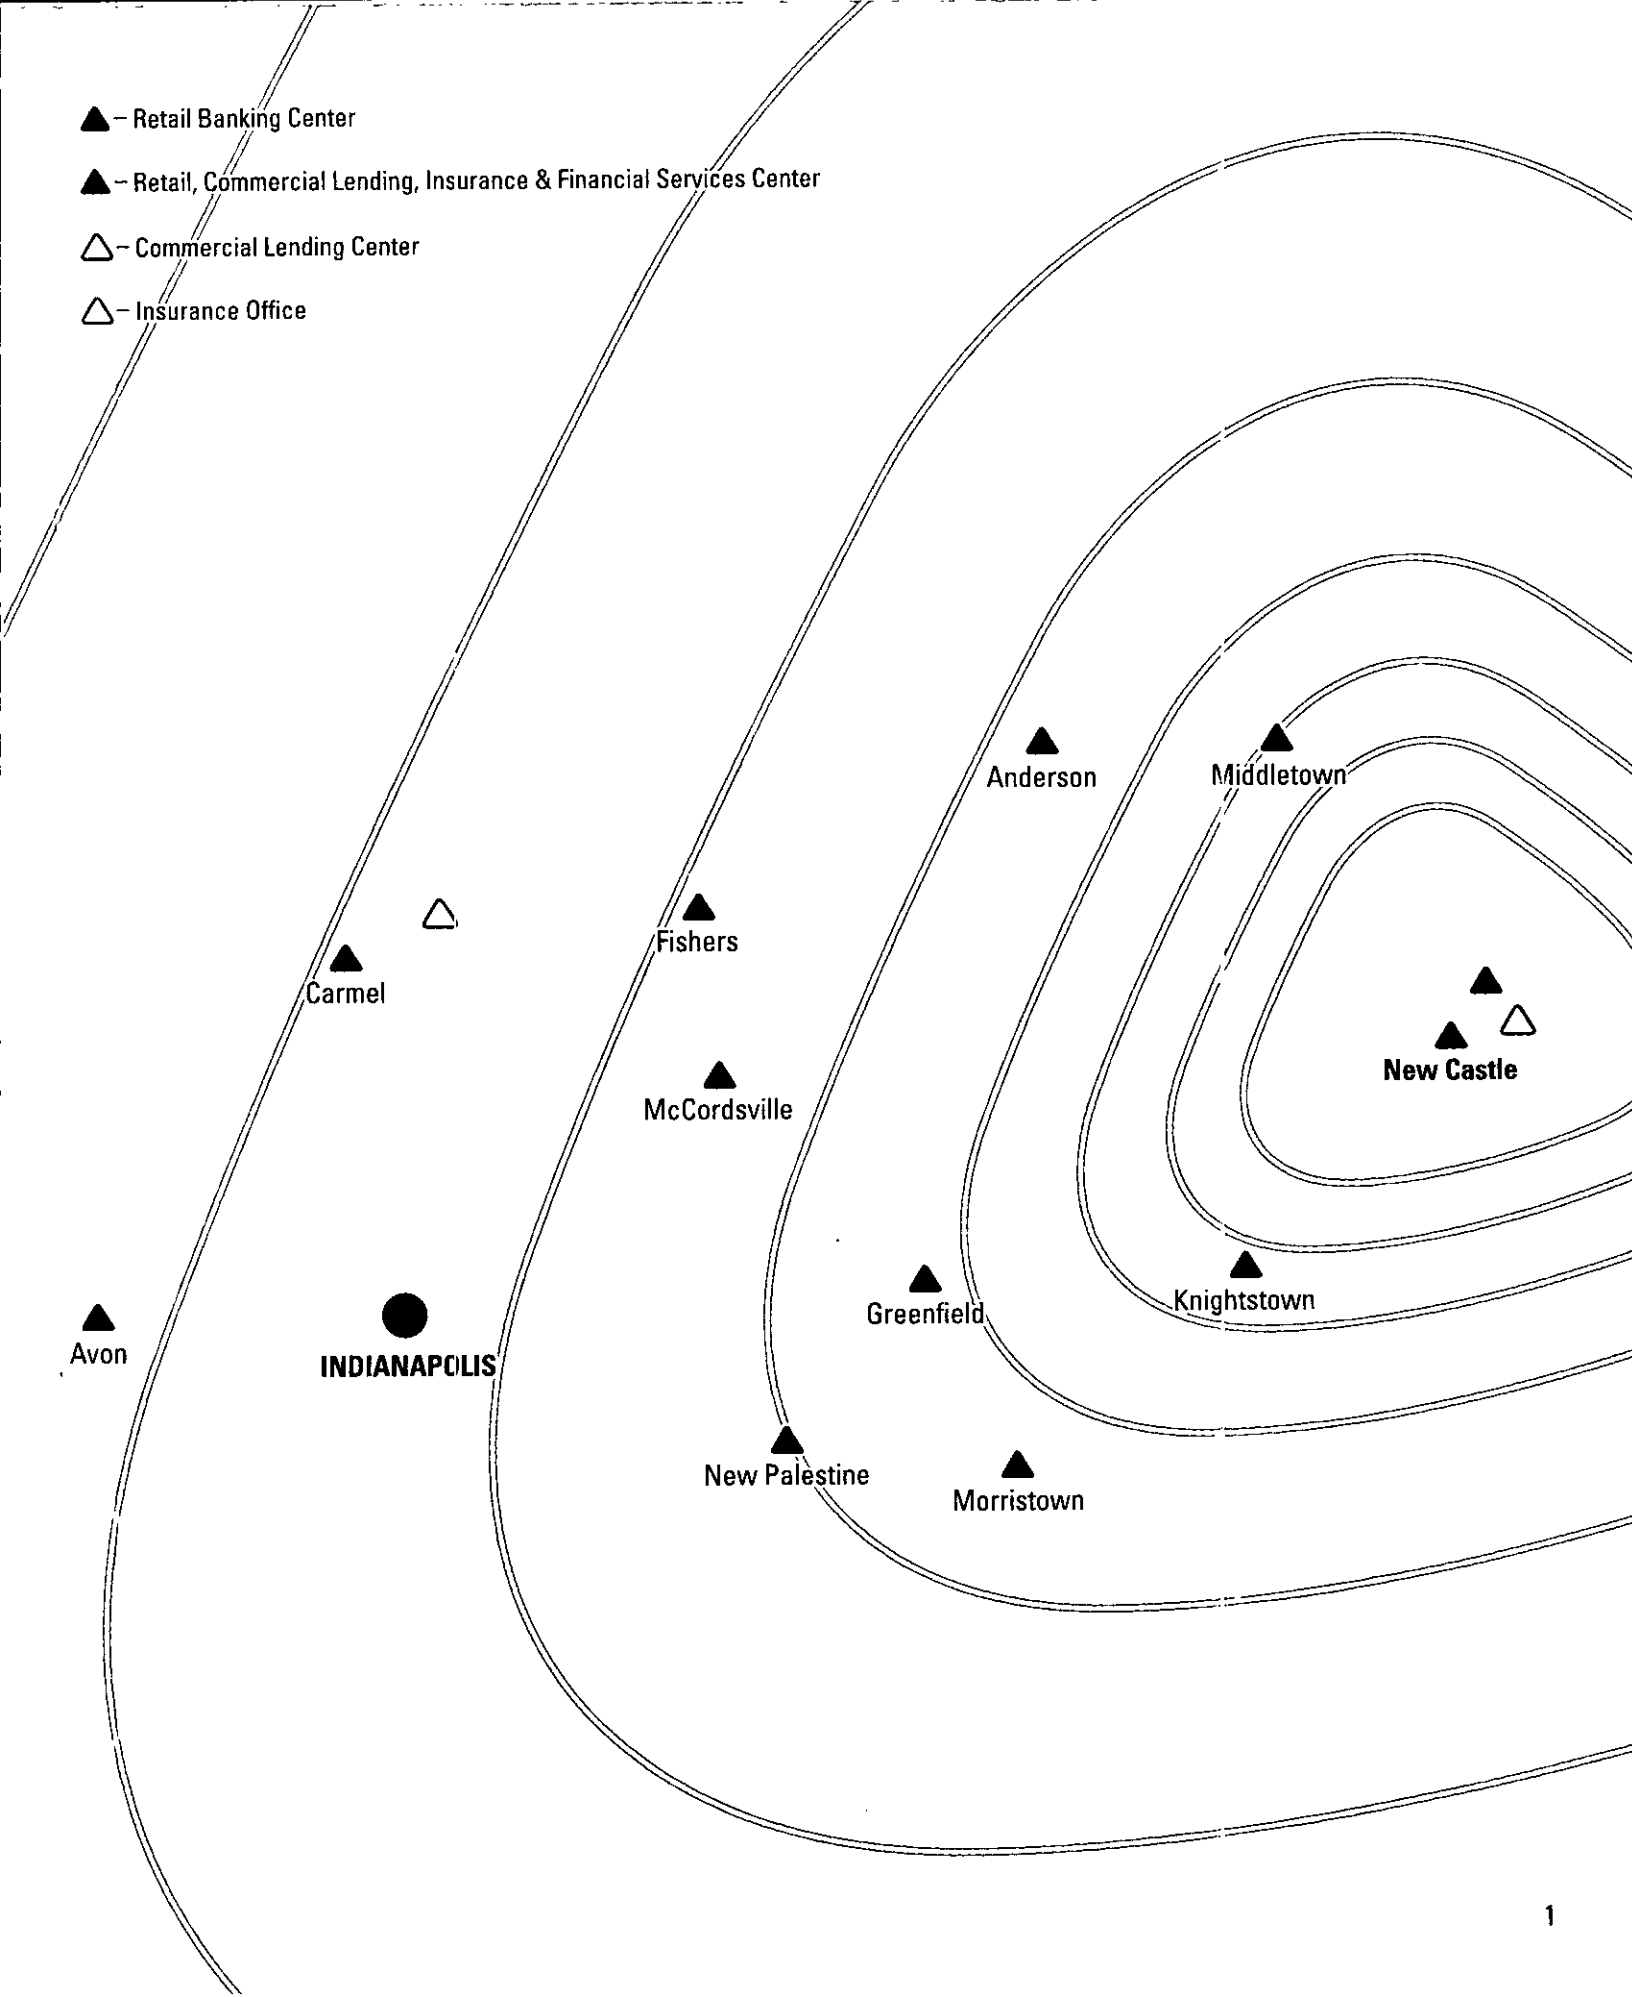 – Retail Banking Center
– Retail, Commercial Lending, Insurance & Financial Services Center
– Commercial Lending Center
– Insurance Office
Anderson
Middletown
Fishers
Carmel
New Castle
McCordsville
Knightstown
Greenfield
Avon
INDIANAPOLIS
New Palestine
Morristown
1